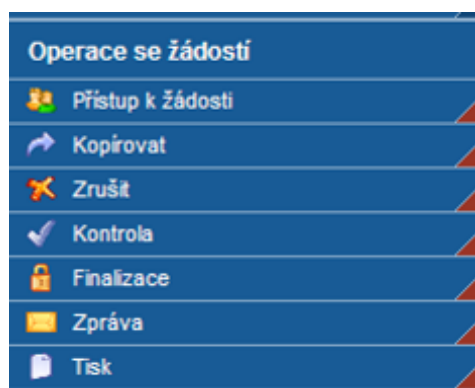 Operace se žádostí
Přístup k žádosti
Kopírovat
Zrušit
Kontrola
Finalizace
Zpráva
Tisk